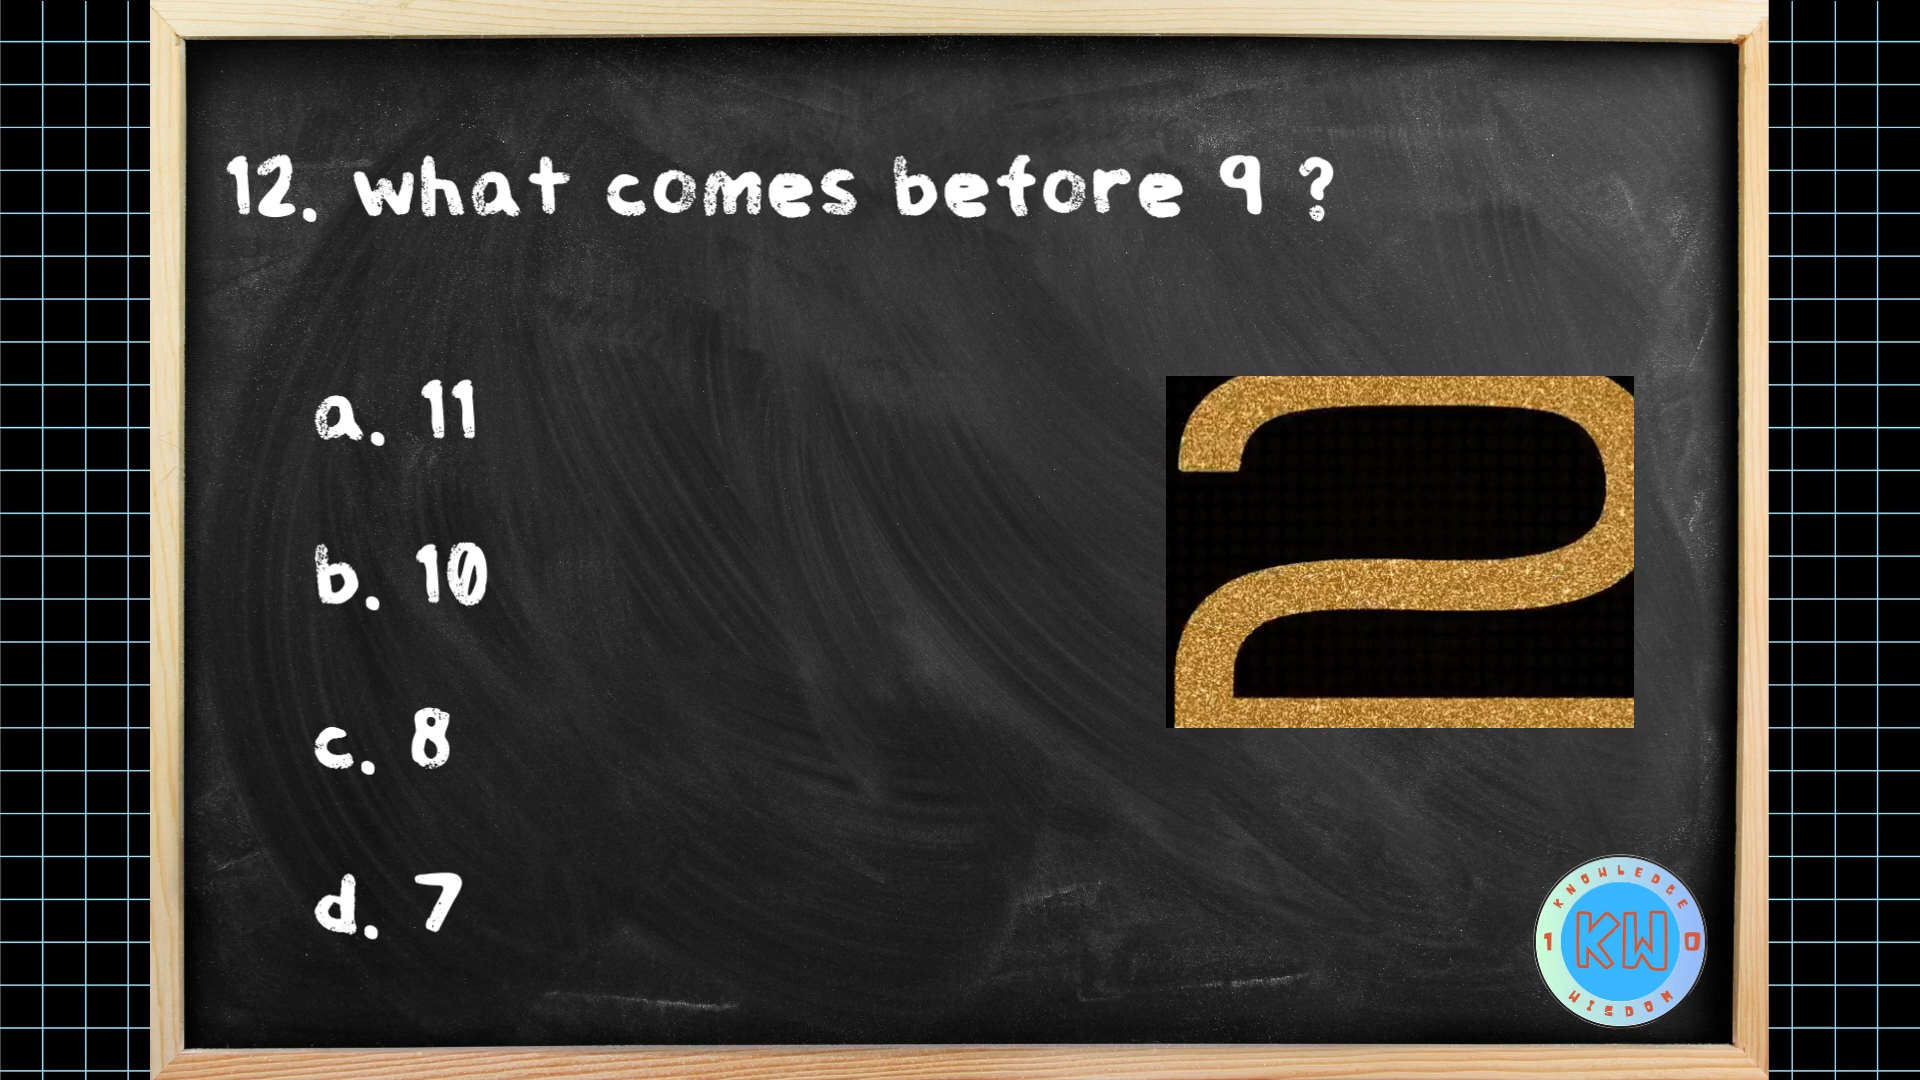 12. what comes before 9 ?
a. 11
b. 10
c. 8
d. 7
2
KNOWLEDGE
1 KW 0
WISDOM